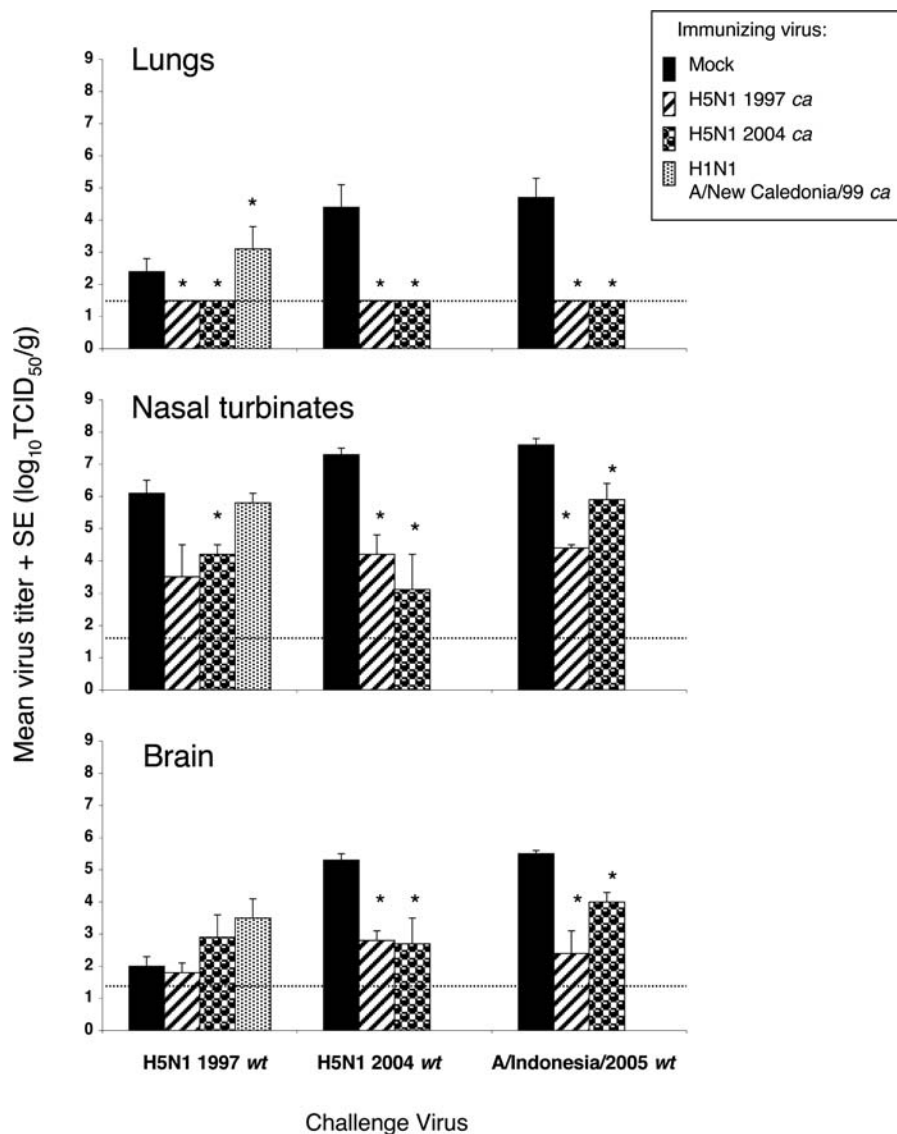 Immunizing virus:
Mock
H5N1 1997 ca
H5N1 2004 ca
H1N1
A/New Caledonia/99 ca
Mean virus titer + SE (log₁₀TCID₅₀/g)
Lungs
9
8
7
6
5
4
3
2
1
0
* * *
* *
* *
Nasal turbinates
9
8
7
6
5
4
3
2
1
0
*
* *
* *
Brain
9
8
7
6
5
4
3
2
1
0
* *
* *
H5N1 1997 wt H5N1 2004 wt A/Indonesia/2005 wt
Challenge Virus